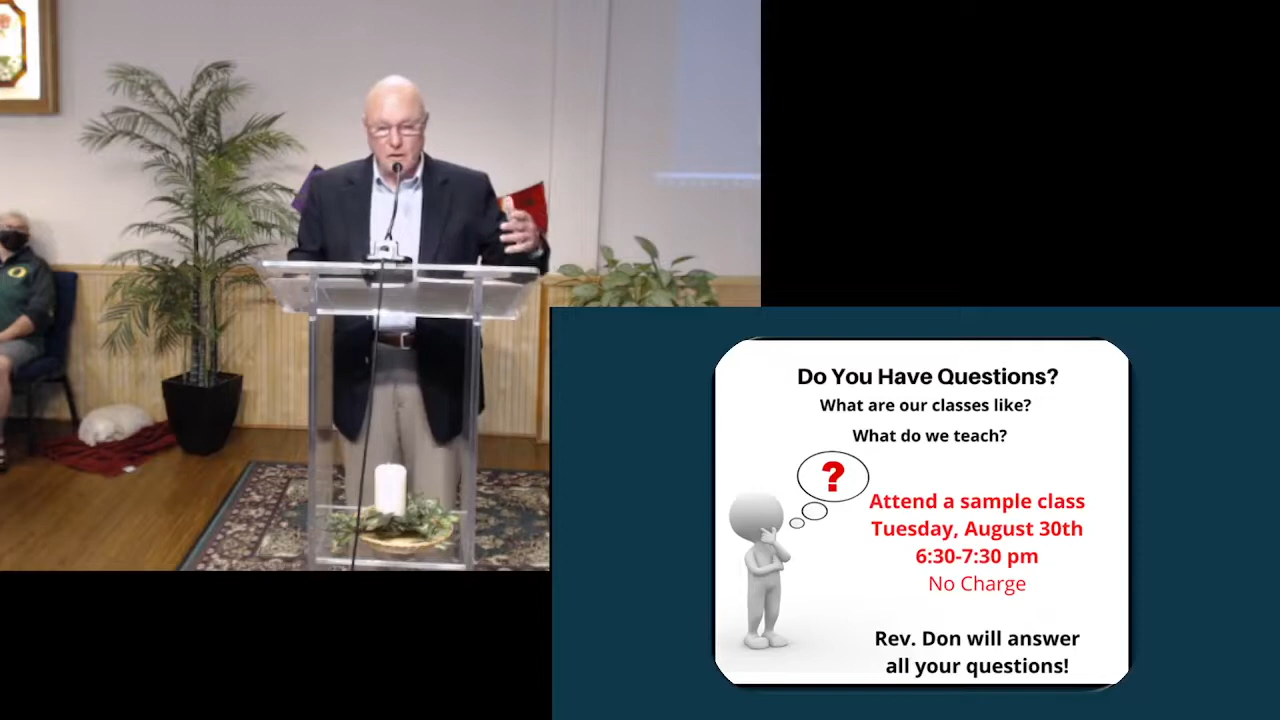 Do You Have Questions?
What are our classes like?
What do we teach?
?
Attend a sample class
Tuesday, August 30th
6:30-7:30 pm
No Charge
Rev. Don will answer
all your questions!